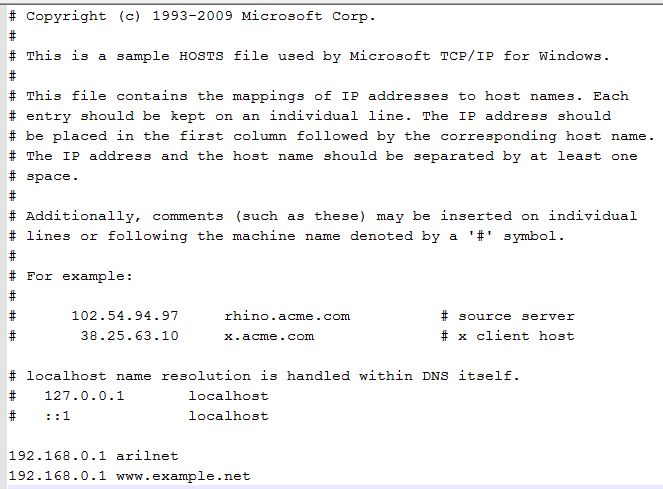 # Copyright (c) 1993-2009 Microsoft Corp.
#
# This is a sample HOSTS file used by Microsoft TCP/IP for Windows.
#
# This file contains the mappings of IP addresses to host names. Each
# entry should be kept on an individual line. The IP address should
# be placed in the first column followed by the corresponding host name.
# The IP address and the host name should be separated by at least one
# space.
#
# Additionally, comments (such as these) may be inserted on individual
# lines or following the machine name denoted by a '#' symbol.
#
# For example:
#
#      102.54.94.97     rhino.acme.com          # source server
#       38.25.63.10     x.acme.com              # x client host

# localhost name resolution is handled within DNS itself.
#   127.0.0.1       localhost
#   ::1             localhost

192.168.0.1 arilnet
192.168.0.1 www.example.net